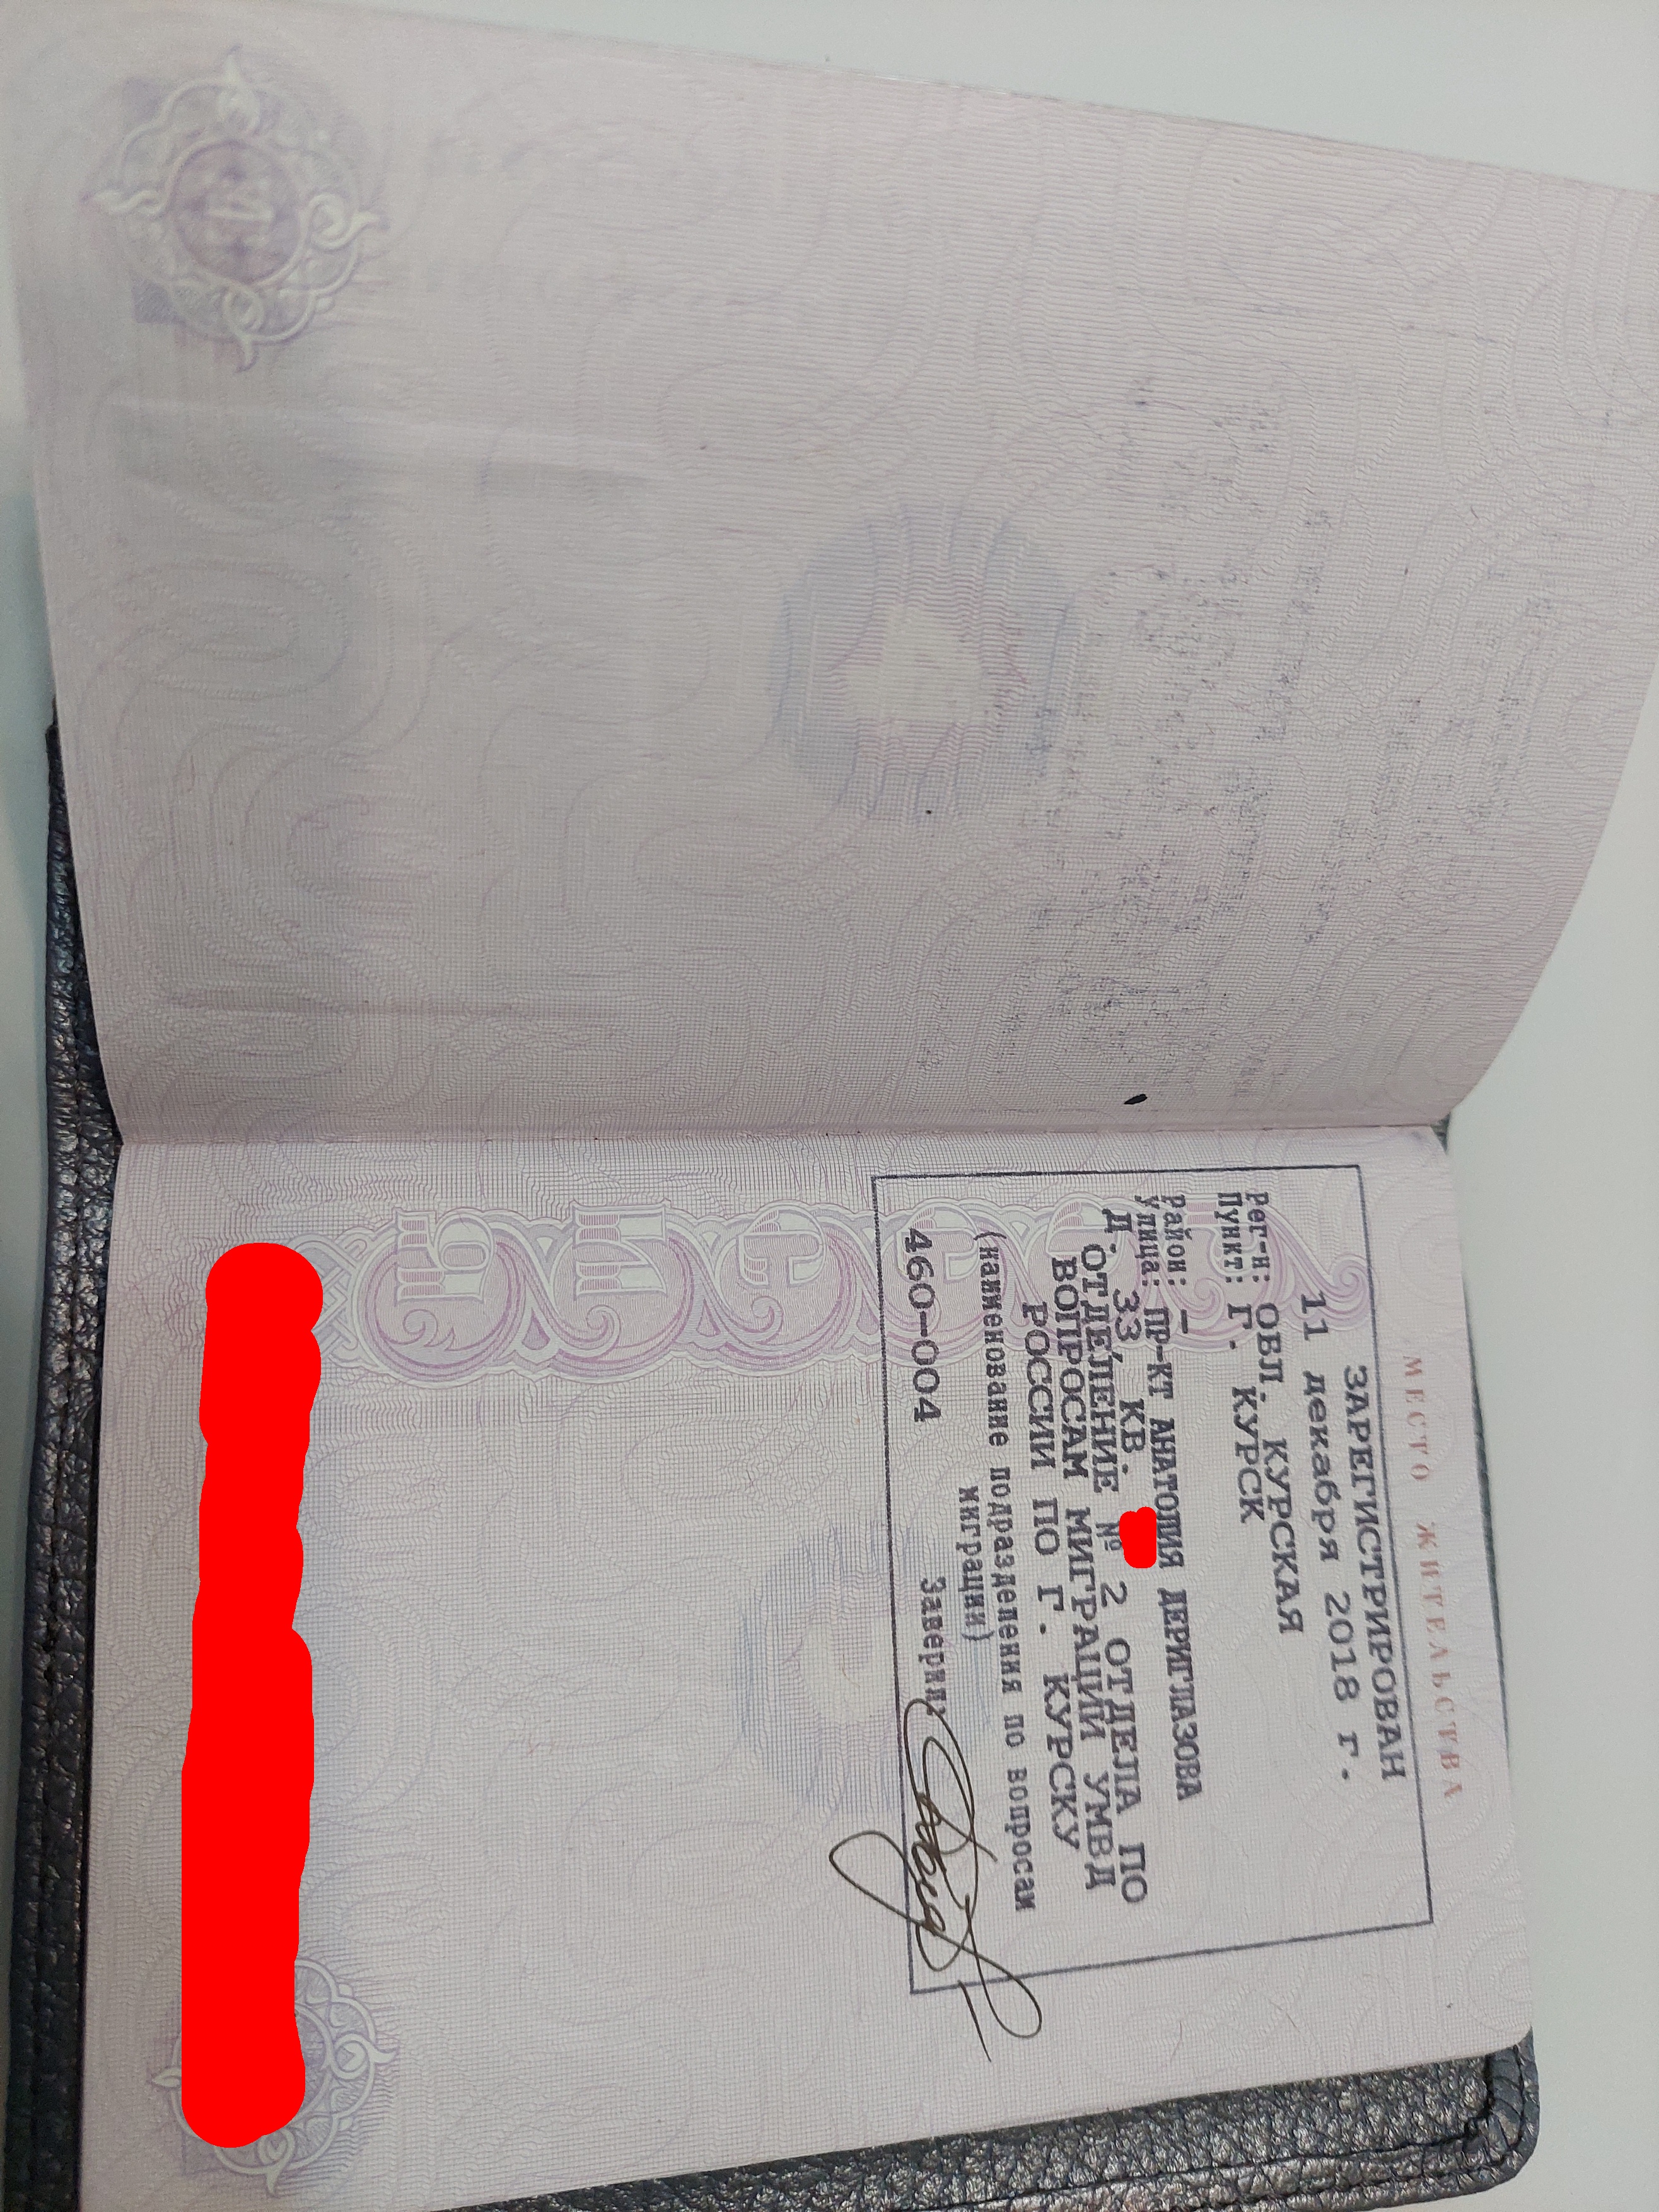 МЕСТО ЖИТЕЛЬСТВА
ЗАРЕГИСТРИРОВАН
11 декабря 2018 г.
Рег-н: ОБЛ. КУРСКАЯ
Пункт: Г. КУРСК
Район: —
Улица: ПР-КТ АНАТОЛИЯ ДЕРИГЛАЗОВА
Д. 33, КВ.
ОТДЕЛЕНИЕ № 2 ОТДЕЛА ПО
ВОПРОСАМ МИГРАЦИИ УМВД
РОССИИ ПО Г. КУРСКУ
(наименование подразделения по вопросам
миграции)
460-004 Заверил: